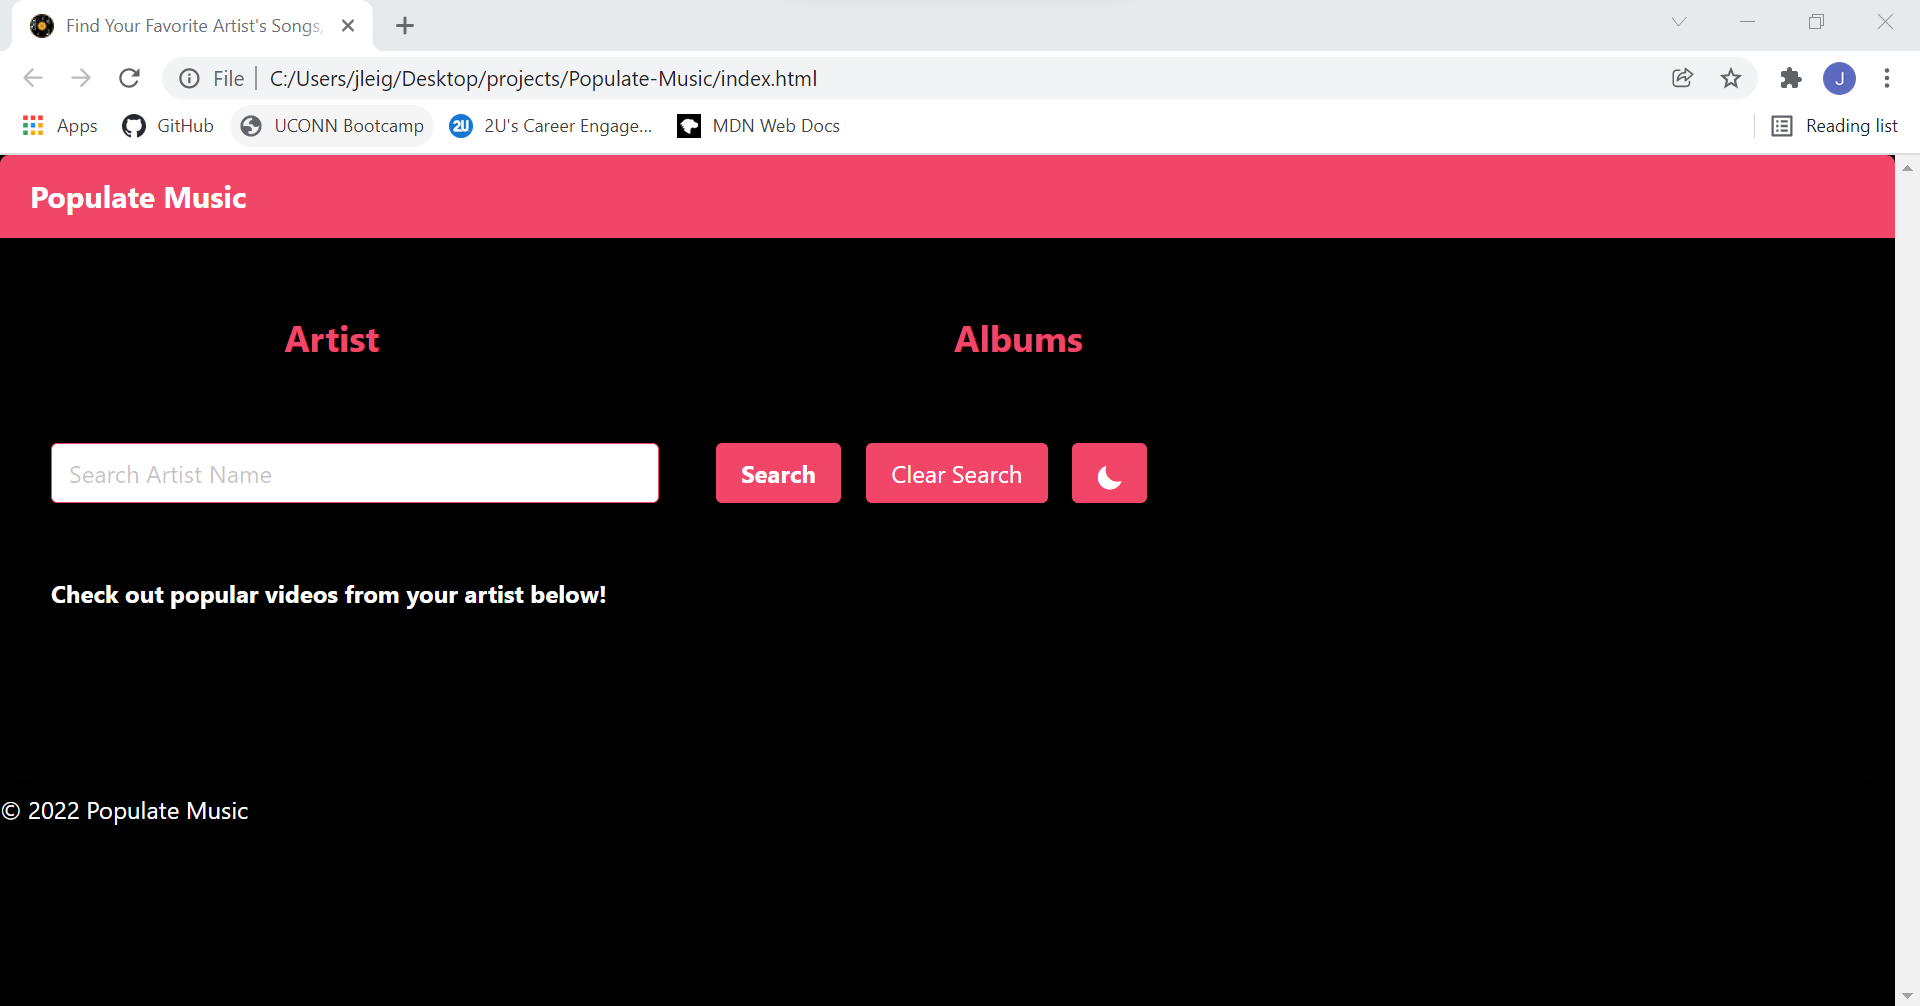 Find Your Favorite Artist's Songs,
File C:/Users/jleig/Desktop/projects/Populate-Music/index.html
J
Apps GitHub UCONN Bootcamp 2U 2U's Career Engage... MDN Web Docs Reading list
Populate Music
Artist Albums
Search Artist Name Search Clear Search
Check out popular videos from your artist below!
© 2022 Populate Music